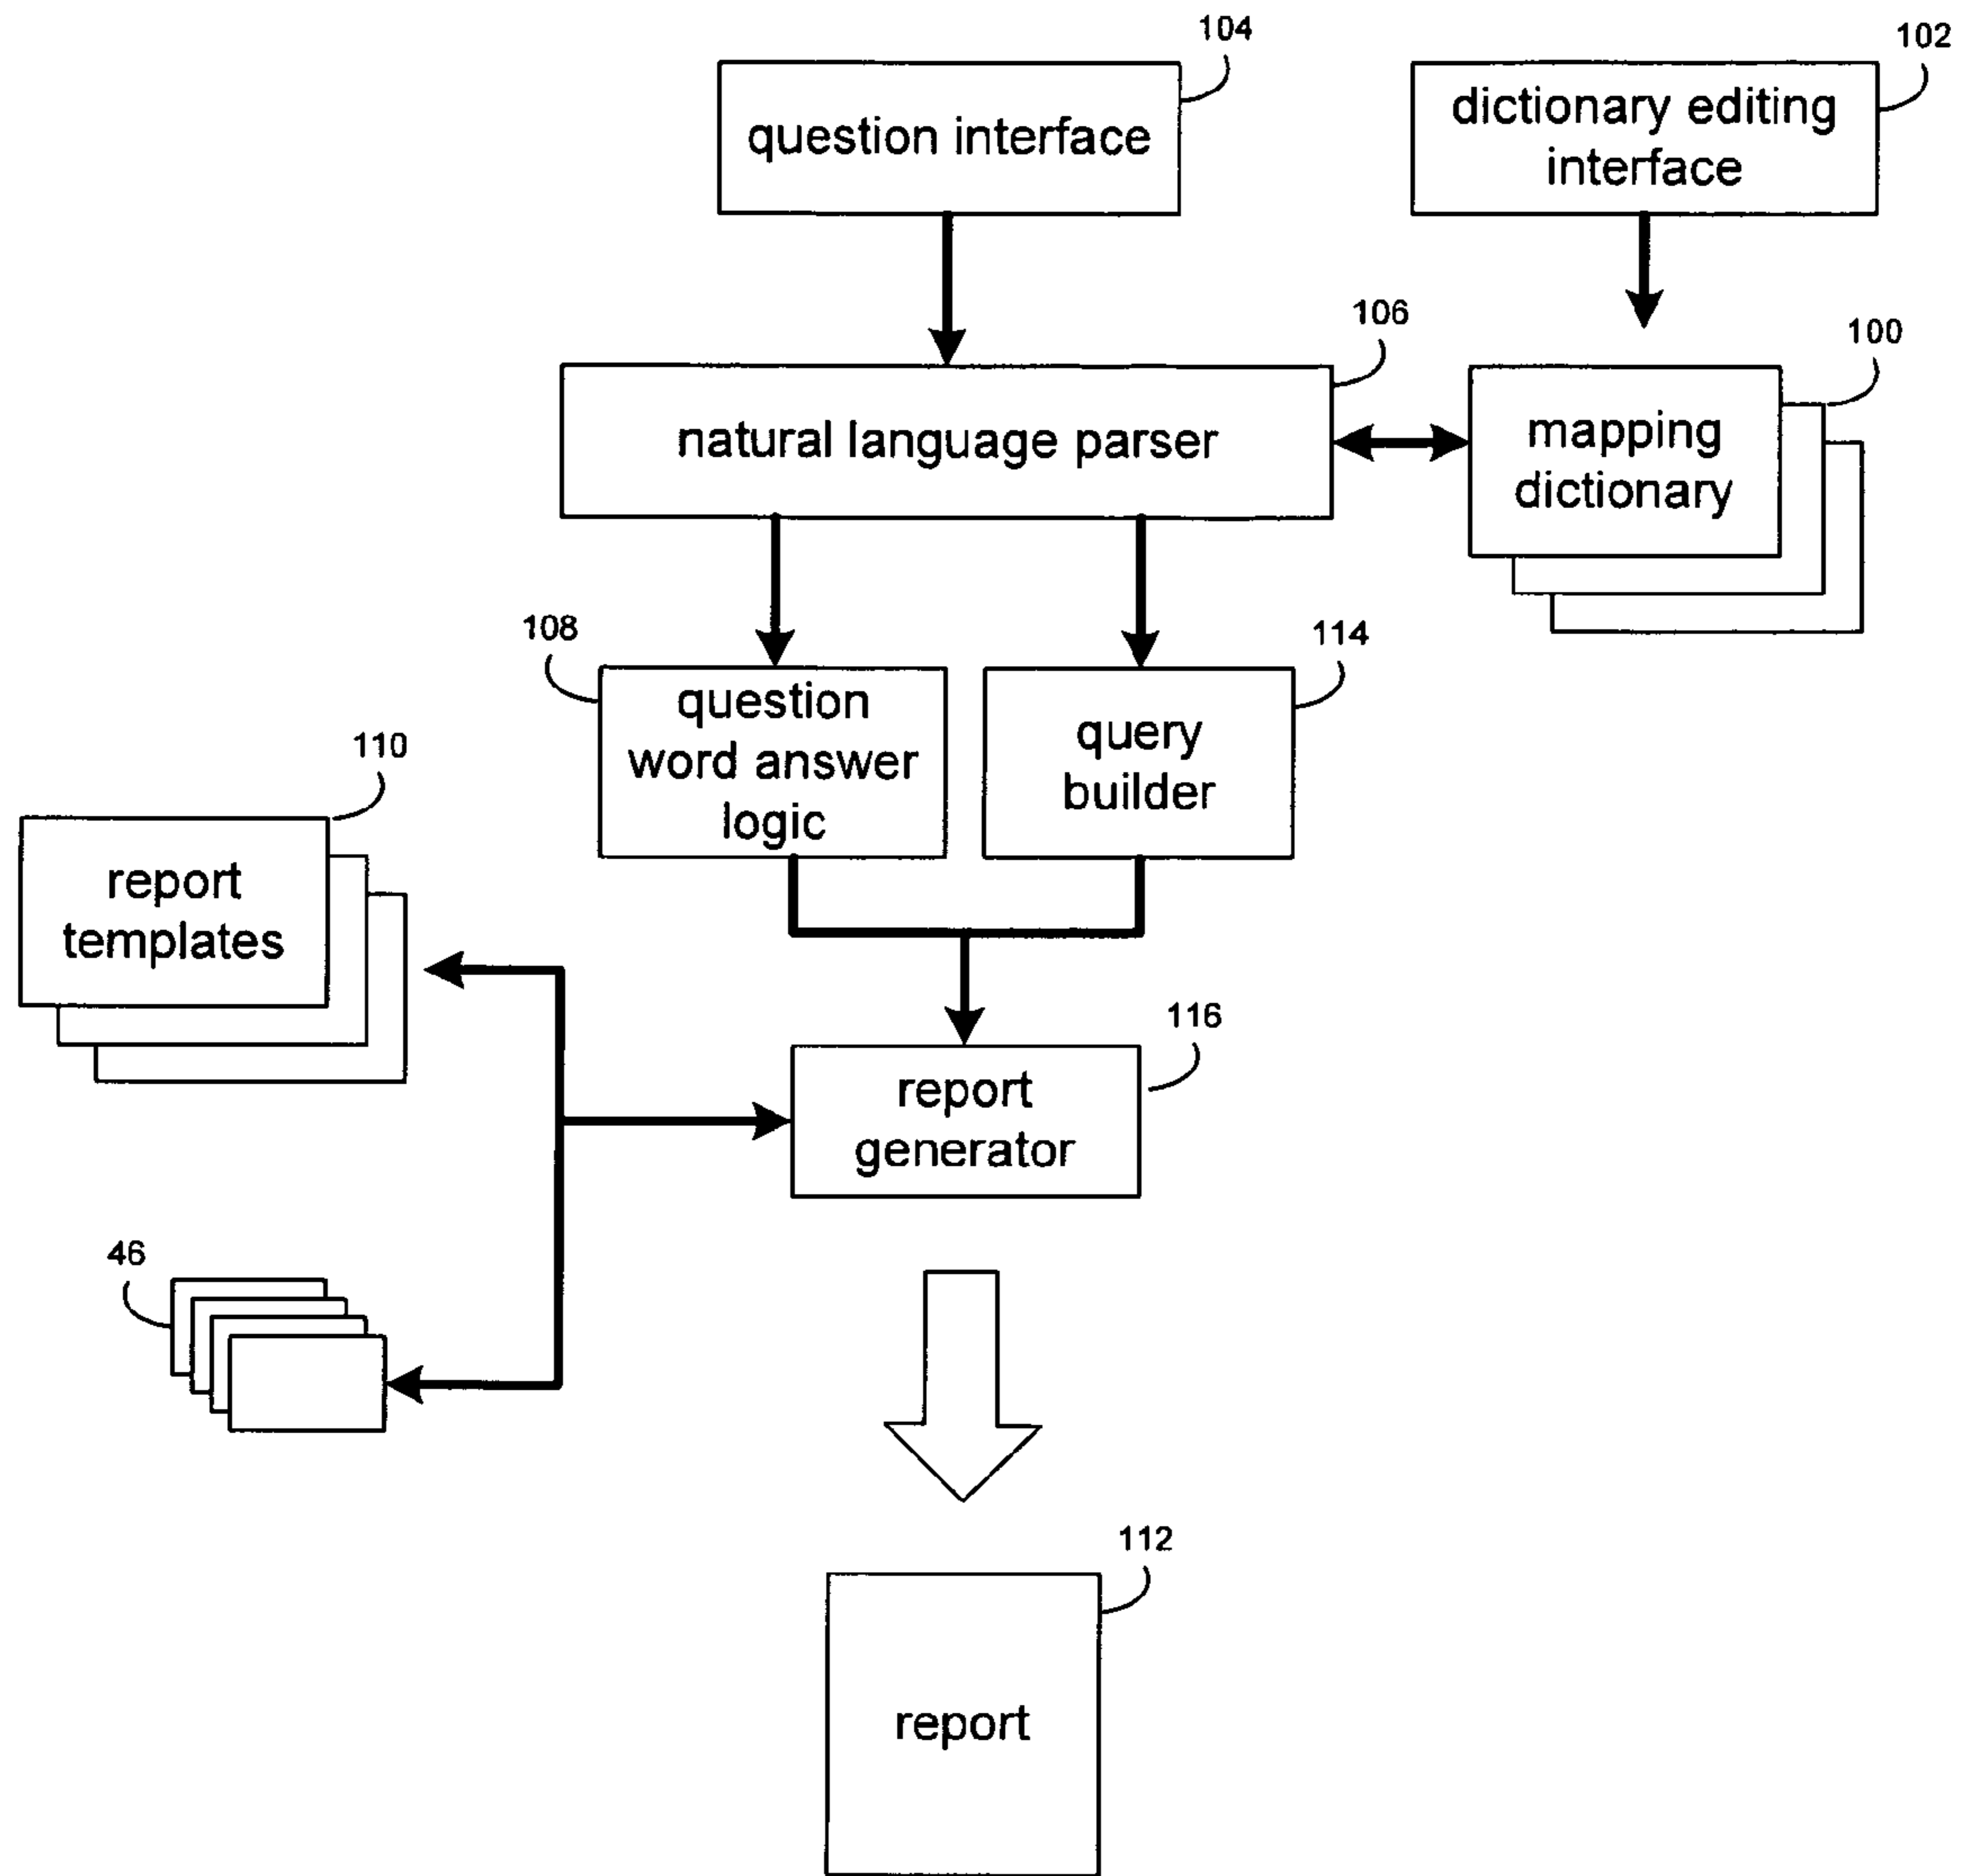 104
102
question interface
dictionary editing
interface
106
100
natural language parser
mapping
dictionary
108
114
question
word answer
logic
query
builder
110
report
templates
116
report
generator
46
112
report